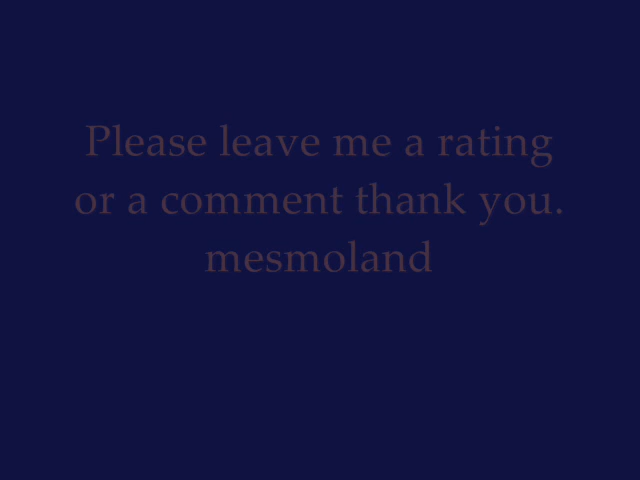 Please leave me a rating
or a comment thank you.
mesmoland